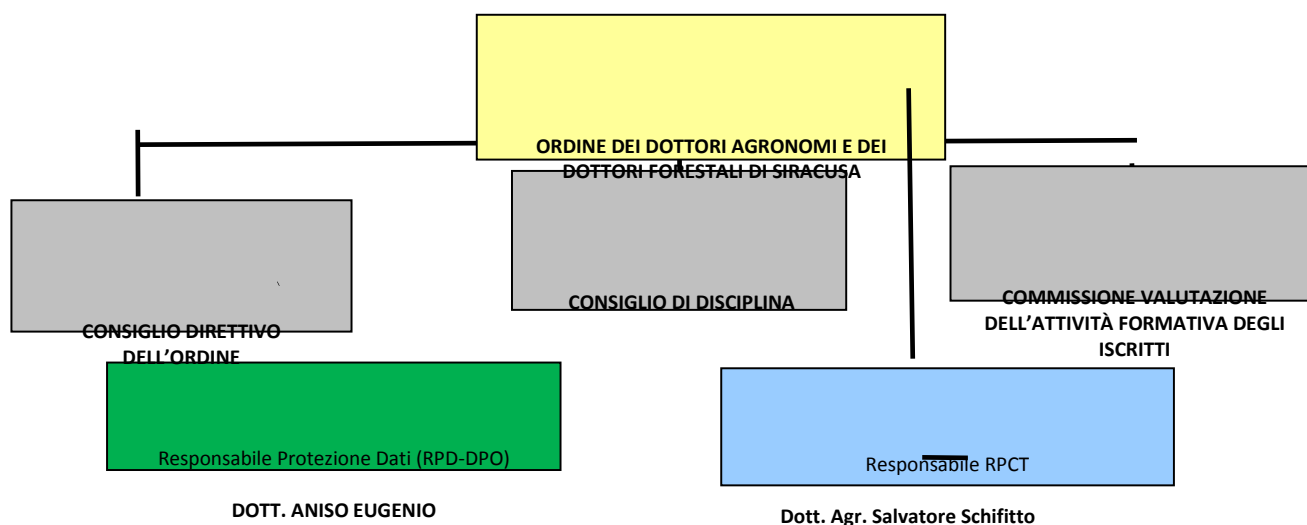 ORDINE DEI DOTTORI AGRONOMI E DEI
DOTTORI FORESTALI DI SIRACUSA
CONSIGLIO DIRETTIVO
DELL'ORDINE
CONSIGLIO DI DISCIPLINA
COMMISSIONE VALUTAZIONE
DELL'ATTIVITÀ FORMATIVA DEGLI
ISCRITTI
Responsabile Protezione Dati (RPD-DPO)
DOTT. ANISO EUGENIO
Responsabile RPCT
Dott. Agr. Salvatore Schifitto